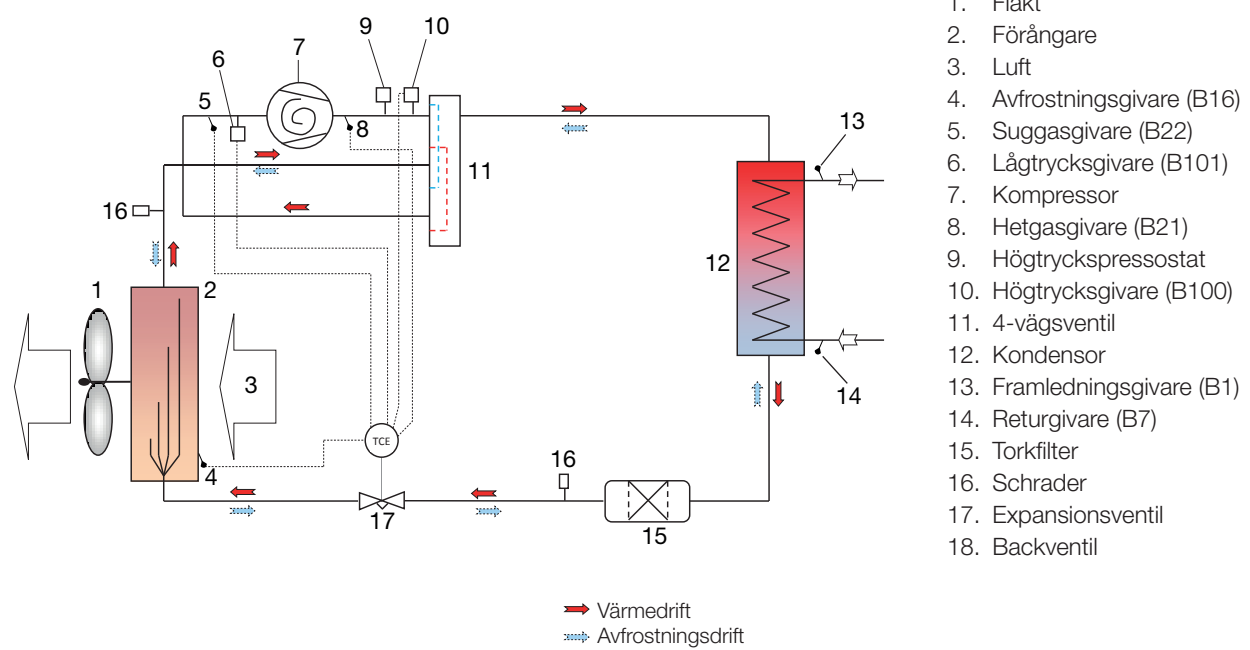 1. Fläkt
2. Förångare
3. Luft
4. Avfrostningsgivare (B16)
5. Suggasgivare (B22)
6. Lågtrycksgivare (B101)
7. Kompressor
8. Hetgasgivare (B21)
9. Högtryckspressostat
10. Högtrycksgivare (B100)
11. 4-vägsventil
12. Kondensor
13. Framledningsgivare (B1)
14. Returgivare (B7)
15. Torkfilter
16. Schrader
17. Expansionsventil
18. Backventil
9 10
7
6
5
8
13
11
16
12
1 2
3
14
TCE
4
16
17
15
Värmedrift
Avfrostningsdrift